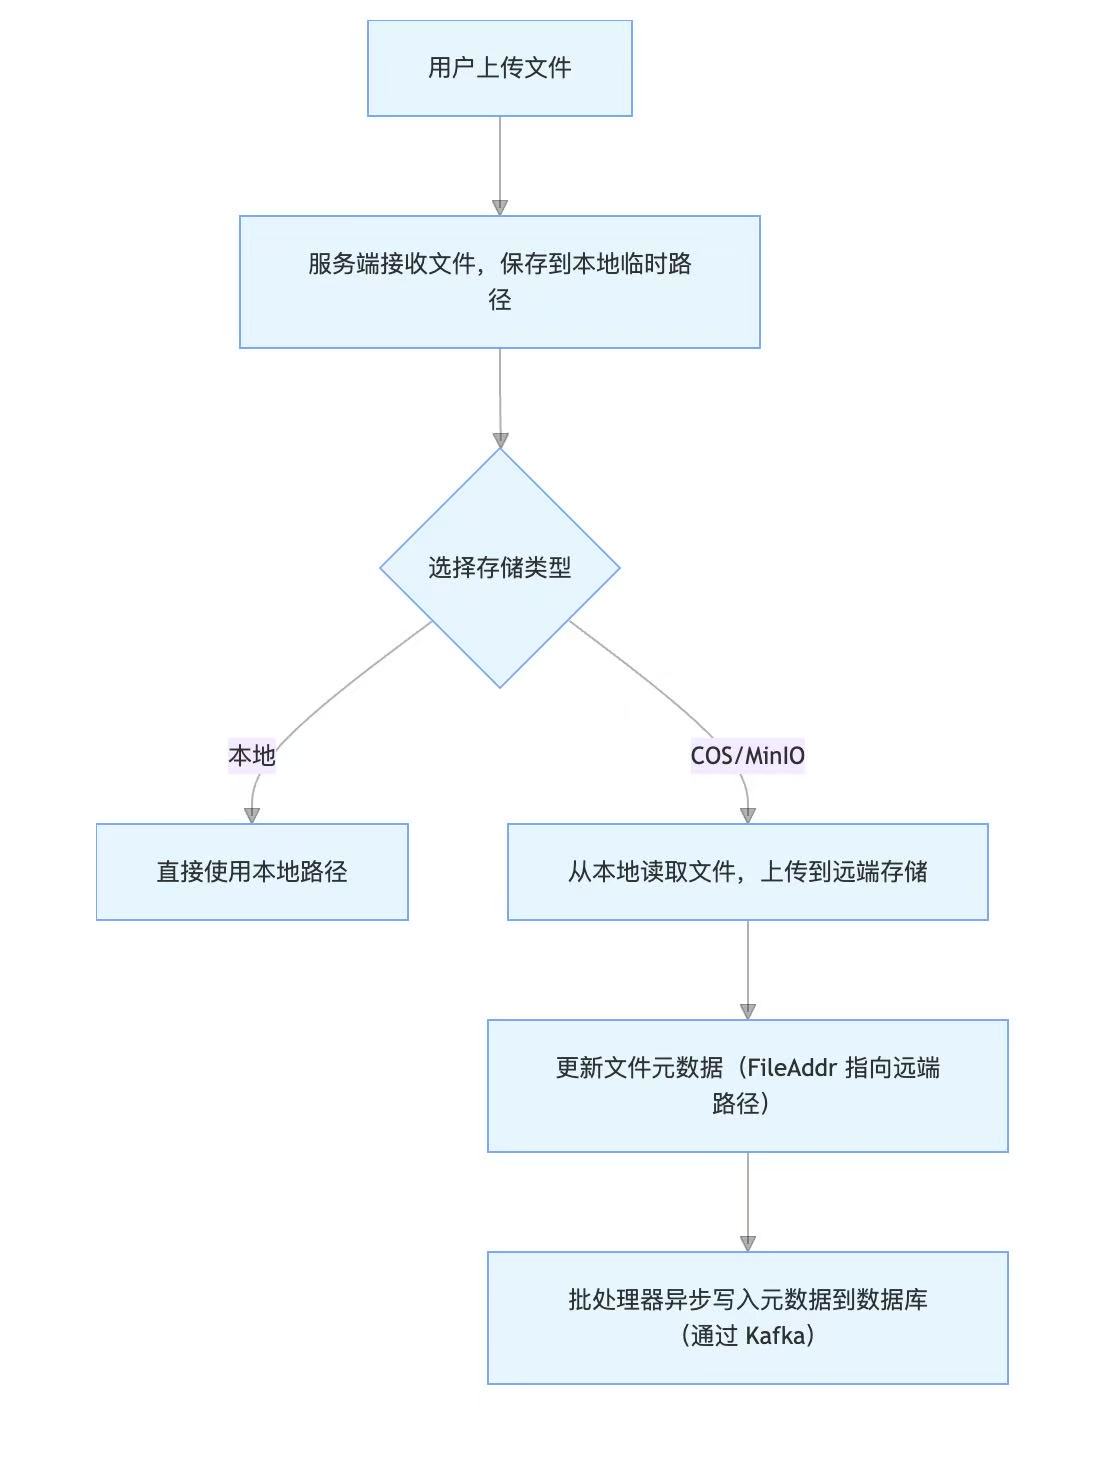 用户上传文件
服务端接收文件，保存到本地临时路
径
选择存储类型
本地
COS/MinIO
直接使用本地路径
从本地读取文件，上传到远端存储
更新文件元数据（FileAddr 指向远端
路径）
批处理器异步写入元数据到数据库
（通过 Kafka）